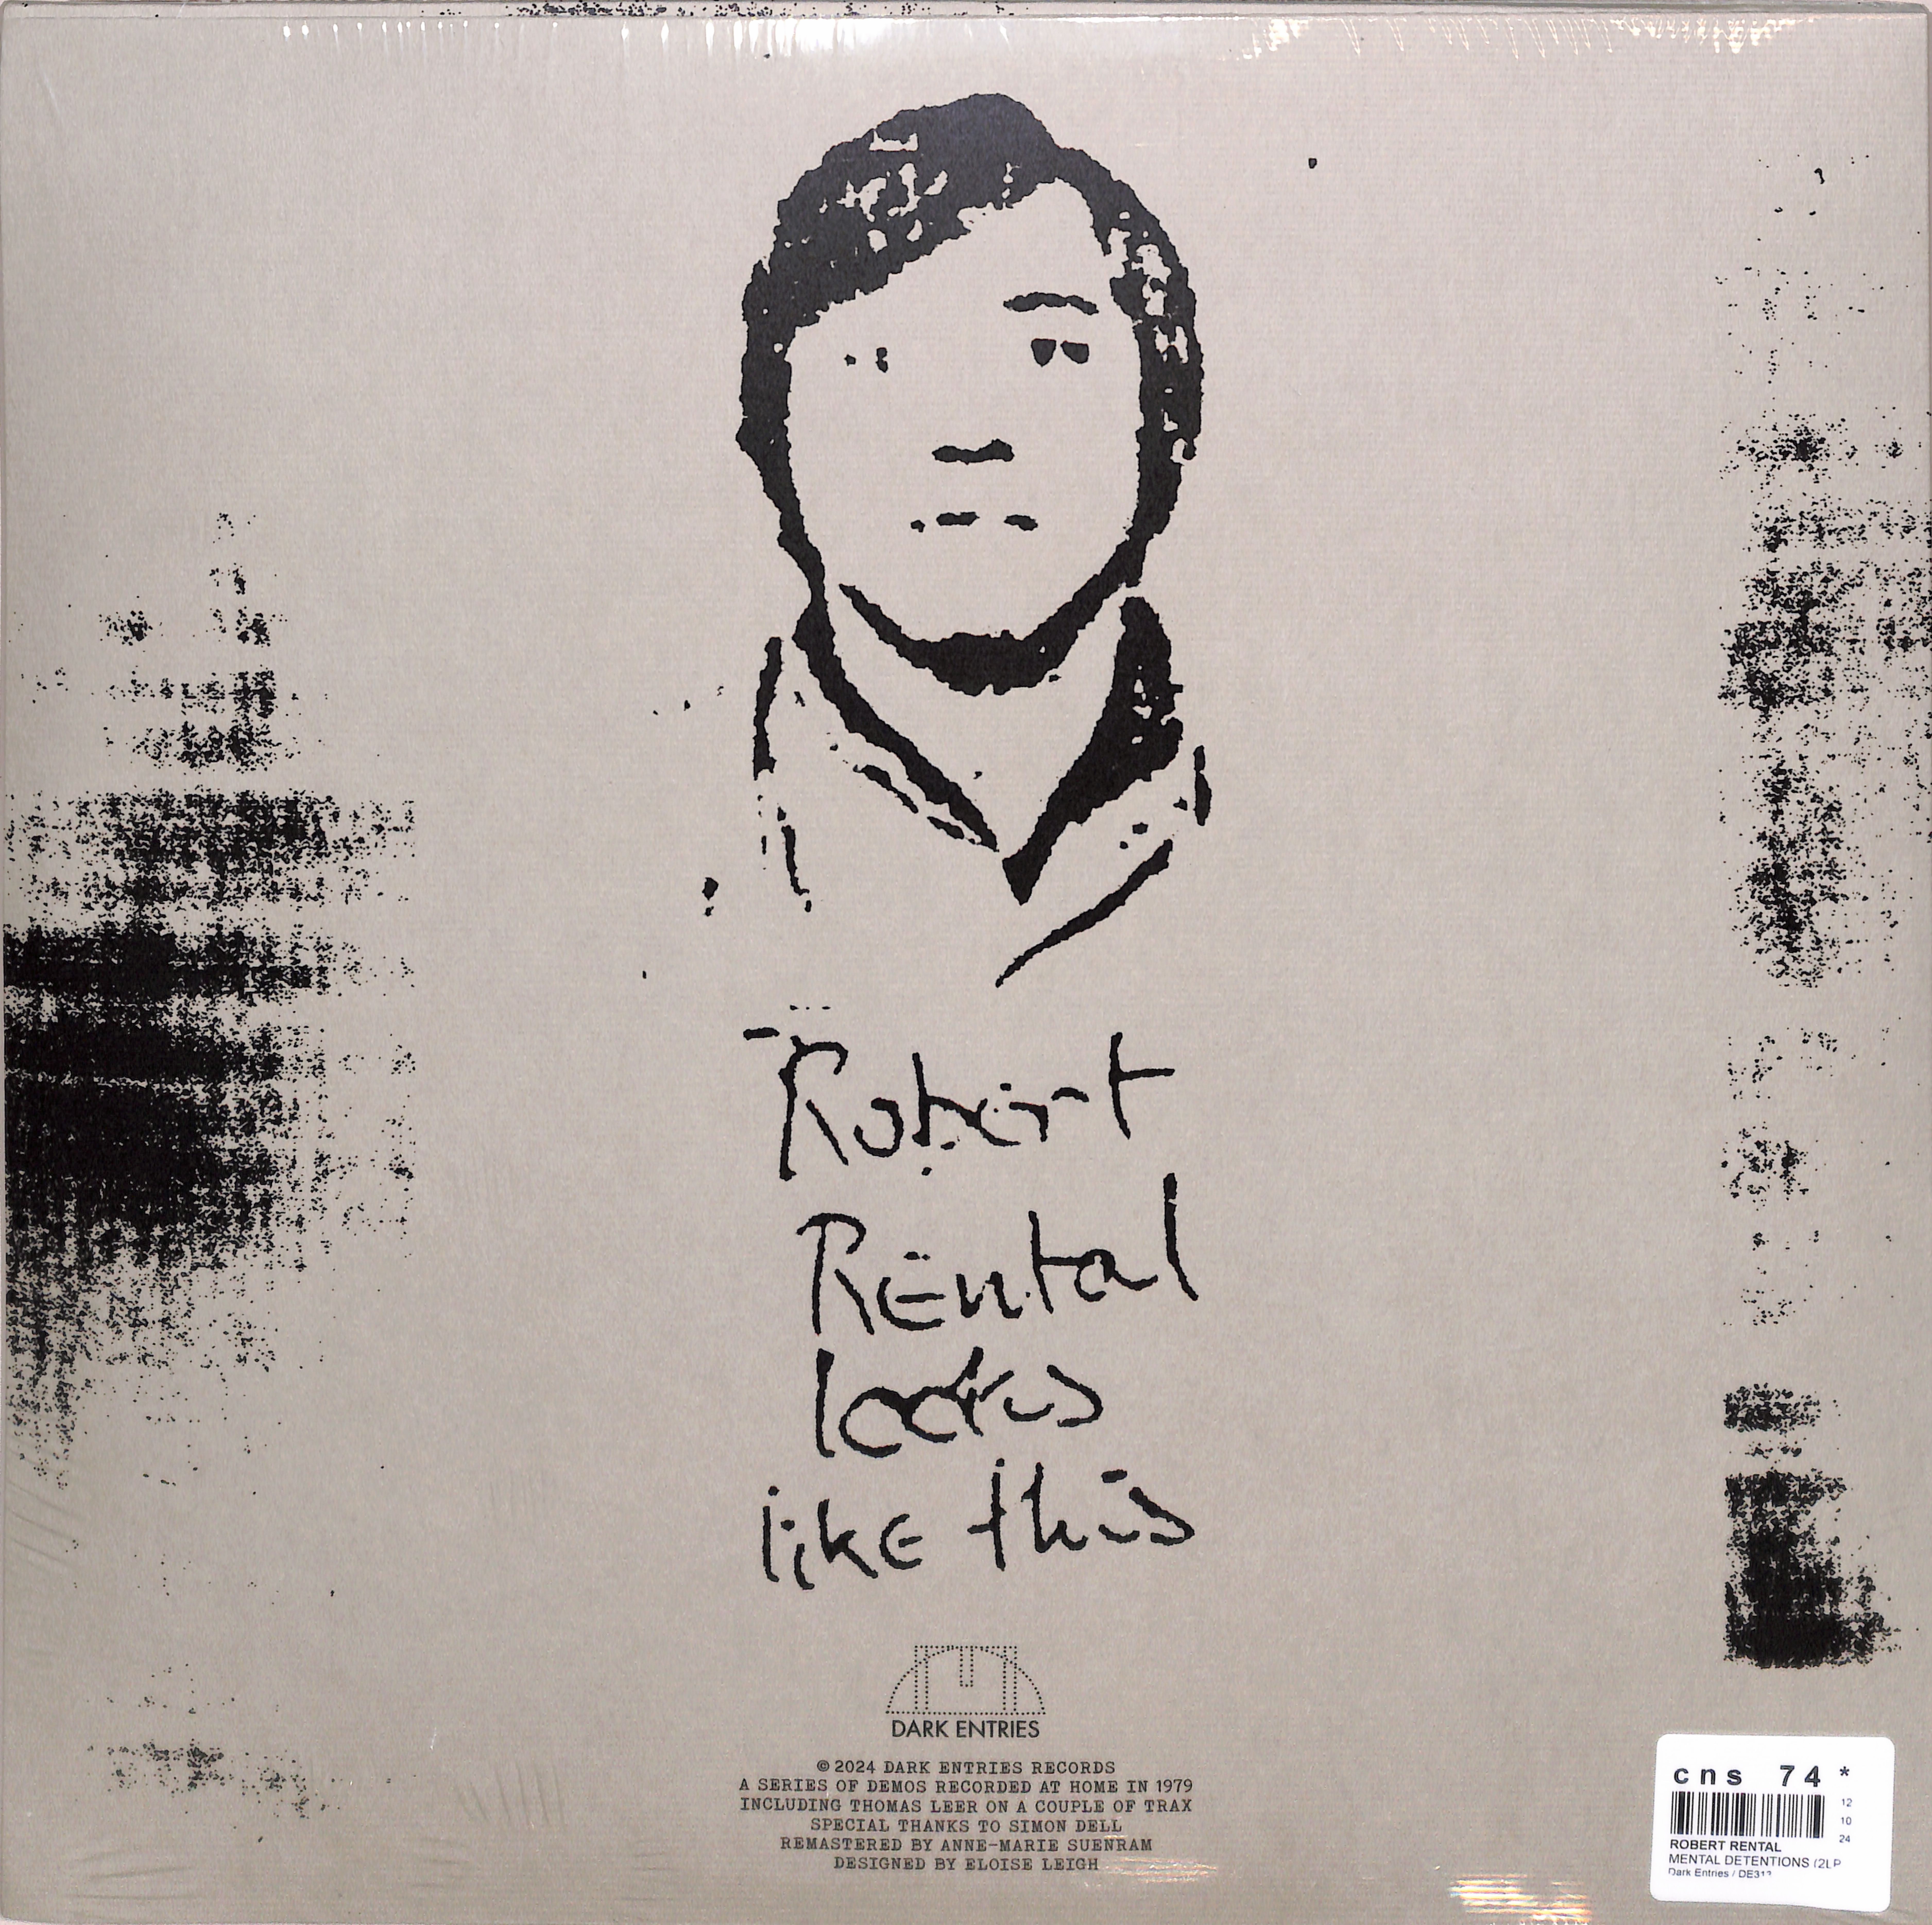 Robert
Rental
looks
like this
DARK ENTRIES
© 2024 DARK ENTRIES RECORDS
A SERIES OF DEMOS RECORDED AT HOME IN 1979
INCLUDING THOMAS LEER ON A COUPLE OF TRAX
SPECIAL THANKS TO SIMON DELL
REMASTERED BY ANNE-MARIE SUENRAM
DESIGNED BY ELOISE LEIGH
cns 74 *
12
10
24
ROBERT RENTAL
MENTAL DETENTIONS (2LP
Dark Entries /